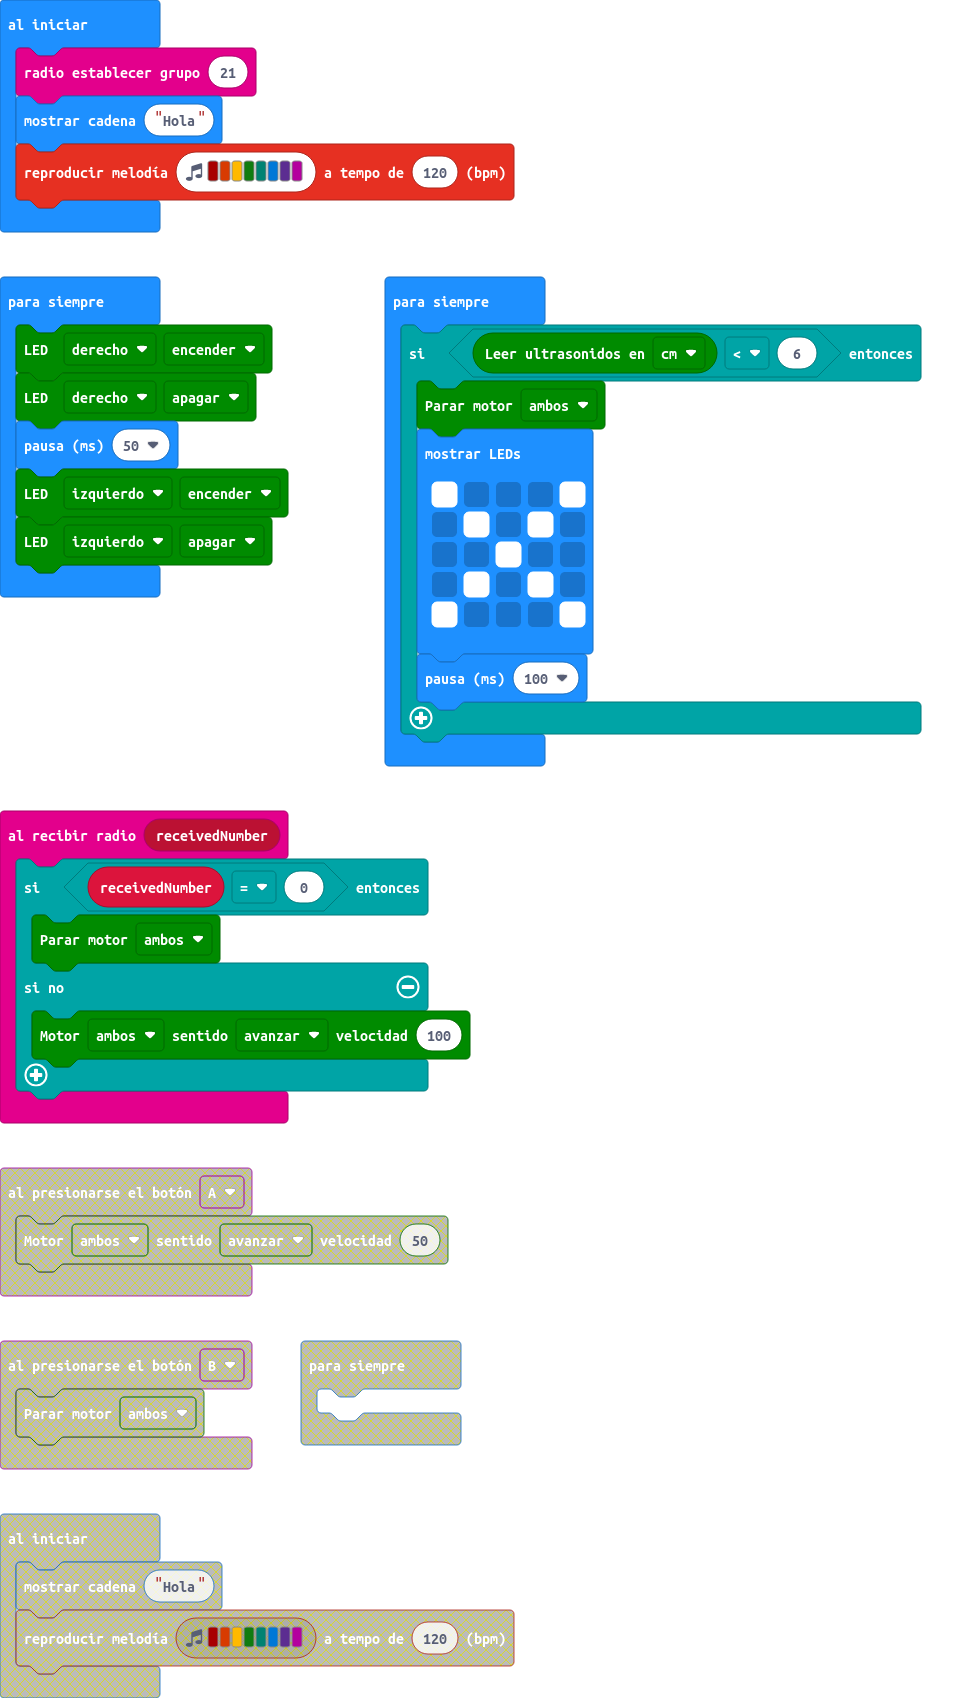 al iniciar
radio establecer grupo 21
mostrar cadena "Hola"
reproducir melodía a tempo de 120 (bpm)
para siempre
LED derecho encender
LED derecho apagar
pausa (ms) 50
LED izquierdo encender
LED izquierdo apagar
para siempre
si Leer ultrasonidos en cm < 6 entonces
Parar motor ambos
mostrar LEDs
pausa (ms) 100
al recibir radio receivedNumber
si receivedNumber = 0 entonces
Parar motor ambos
si no
Motor ambos sentido avanzar velocidad 100
al presionarse el botón A
Motor ambos sentido avanzar velocidad 50
al presionarse el botón B
Parar motor ambos
para siempre
al iniciar
mostrar cadena "Hola"
reproducir melodía a tempo de 120 (bpm)